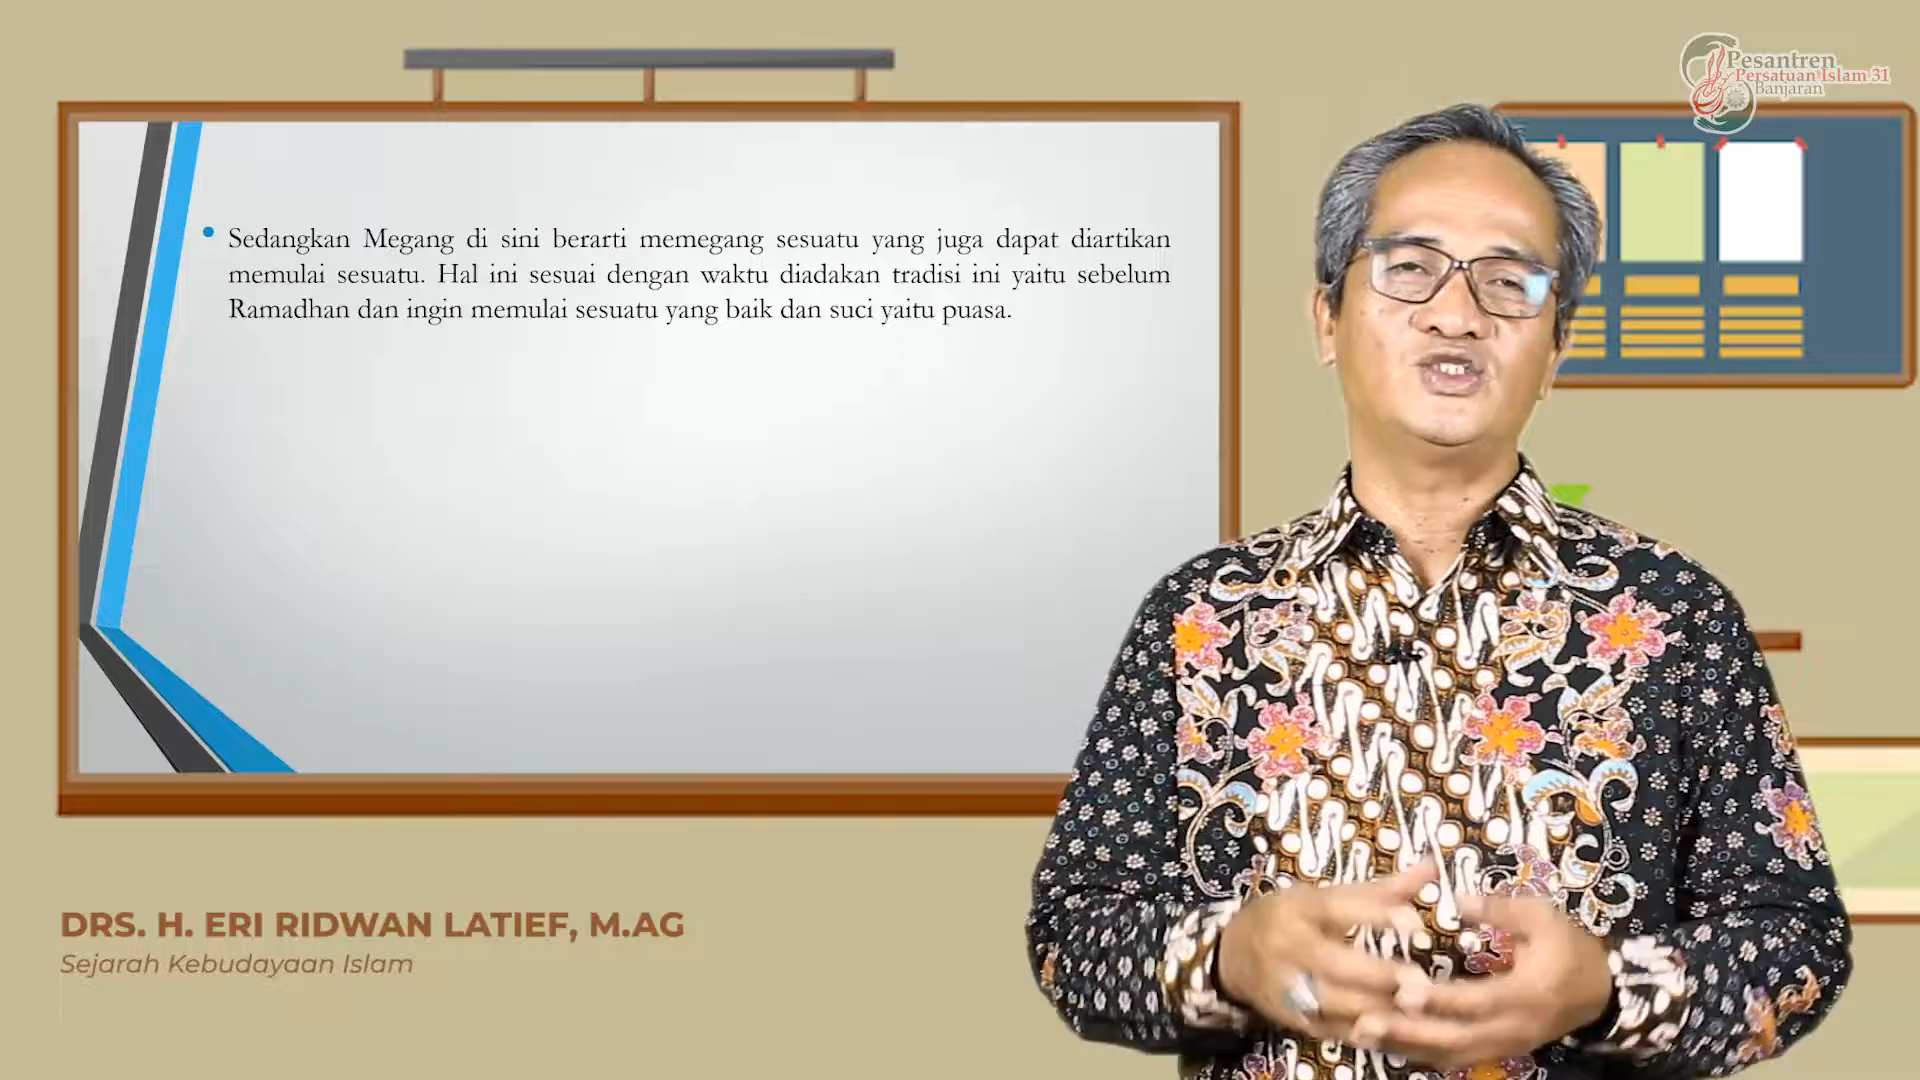 Pesantren
Persatuan Islam 31
Banjaran
• Sedangkan Megang di sini berarti memegang sesuatu yang juga dapat diartikan
memulai sesuatu. Hal ini sesuai dengan waktu diadakan tradisi ini yaitu sebelum
Ramadhan dan ingin memulai sesuatu yang baik dan suci yaitu puasa.
DRS. H. ERI RIDWAN LATIEF, M.AG
Sejarah Kebudayaan Islam